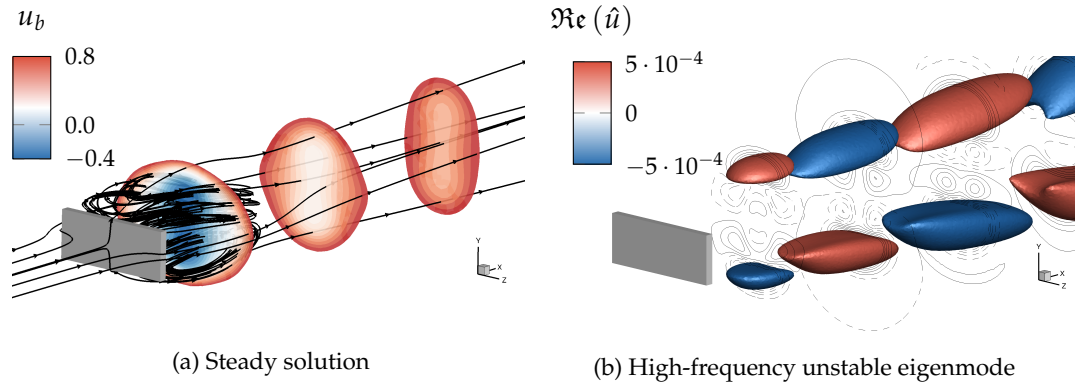 u_b
0.8
0.0
−0.4
Y
X
Z
(a) Steady solution
ℜe (û)
5 · 10⁻⁴
0
−5 · 10⁻⁴
Y
X
Z
(b) High-frequency unstable eigenmode